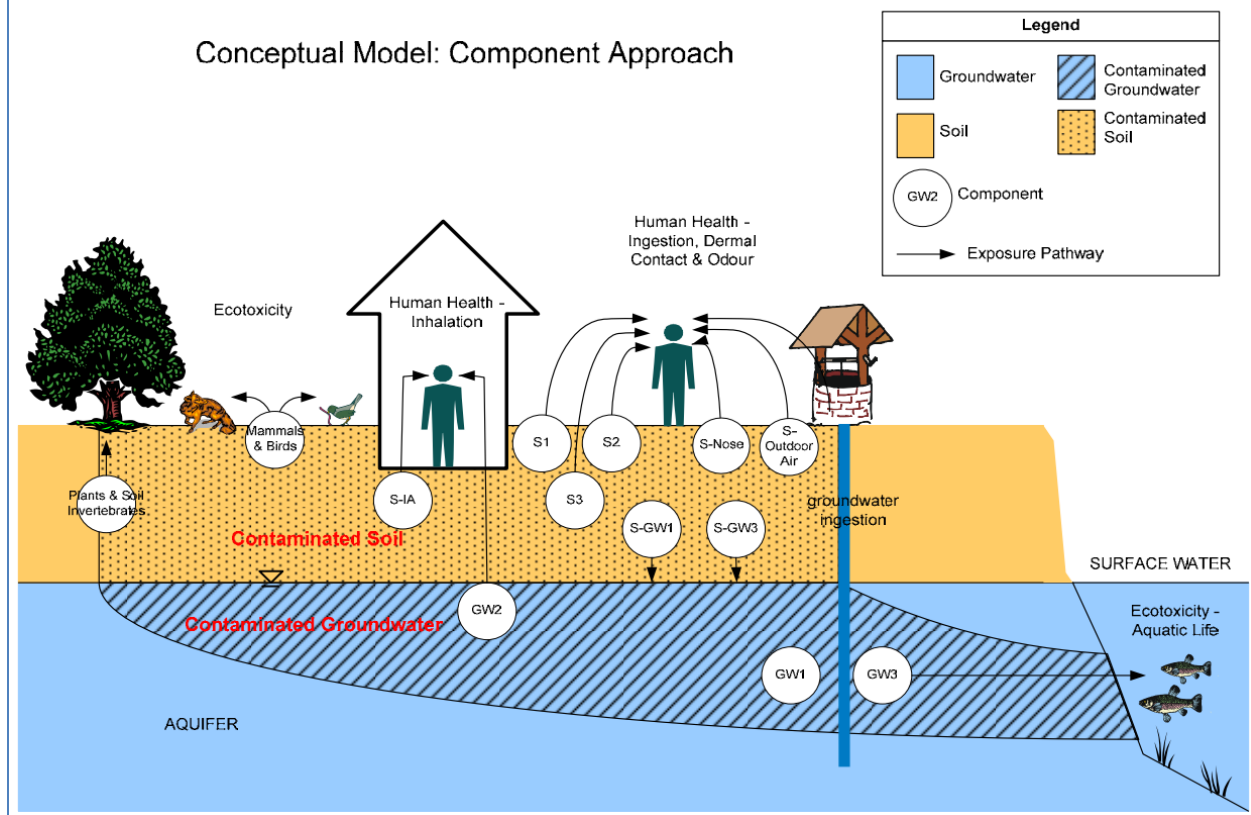 Conceptual Model: Component Approach
Legend
Groundwater
Contaminated
Groundwater
Soil
Contaminated
Soil
GW2
Component
Exposure Pathway
Human Health -
Ingestion, Dermal
Contact & Odour
Ecotoxicity
Human Health -
Inhalation
Mammals
& Birds
S1
S2
S-Nose
S-
Outdoor
Air
Plants & Soil
Invertebrates
S-IA
S3
groundwater
ingestion
S-GW1
S-GW3
Contaminated Soil
SURFACE WATER
GW2
Contaminated Groundwater
Ecotoxicity -
Aquatic Life
GW1
GW3
AQUIFER